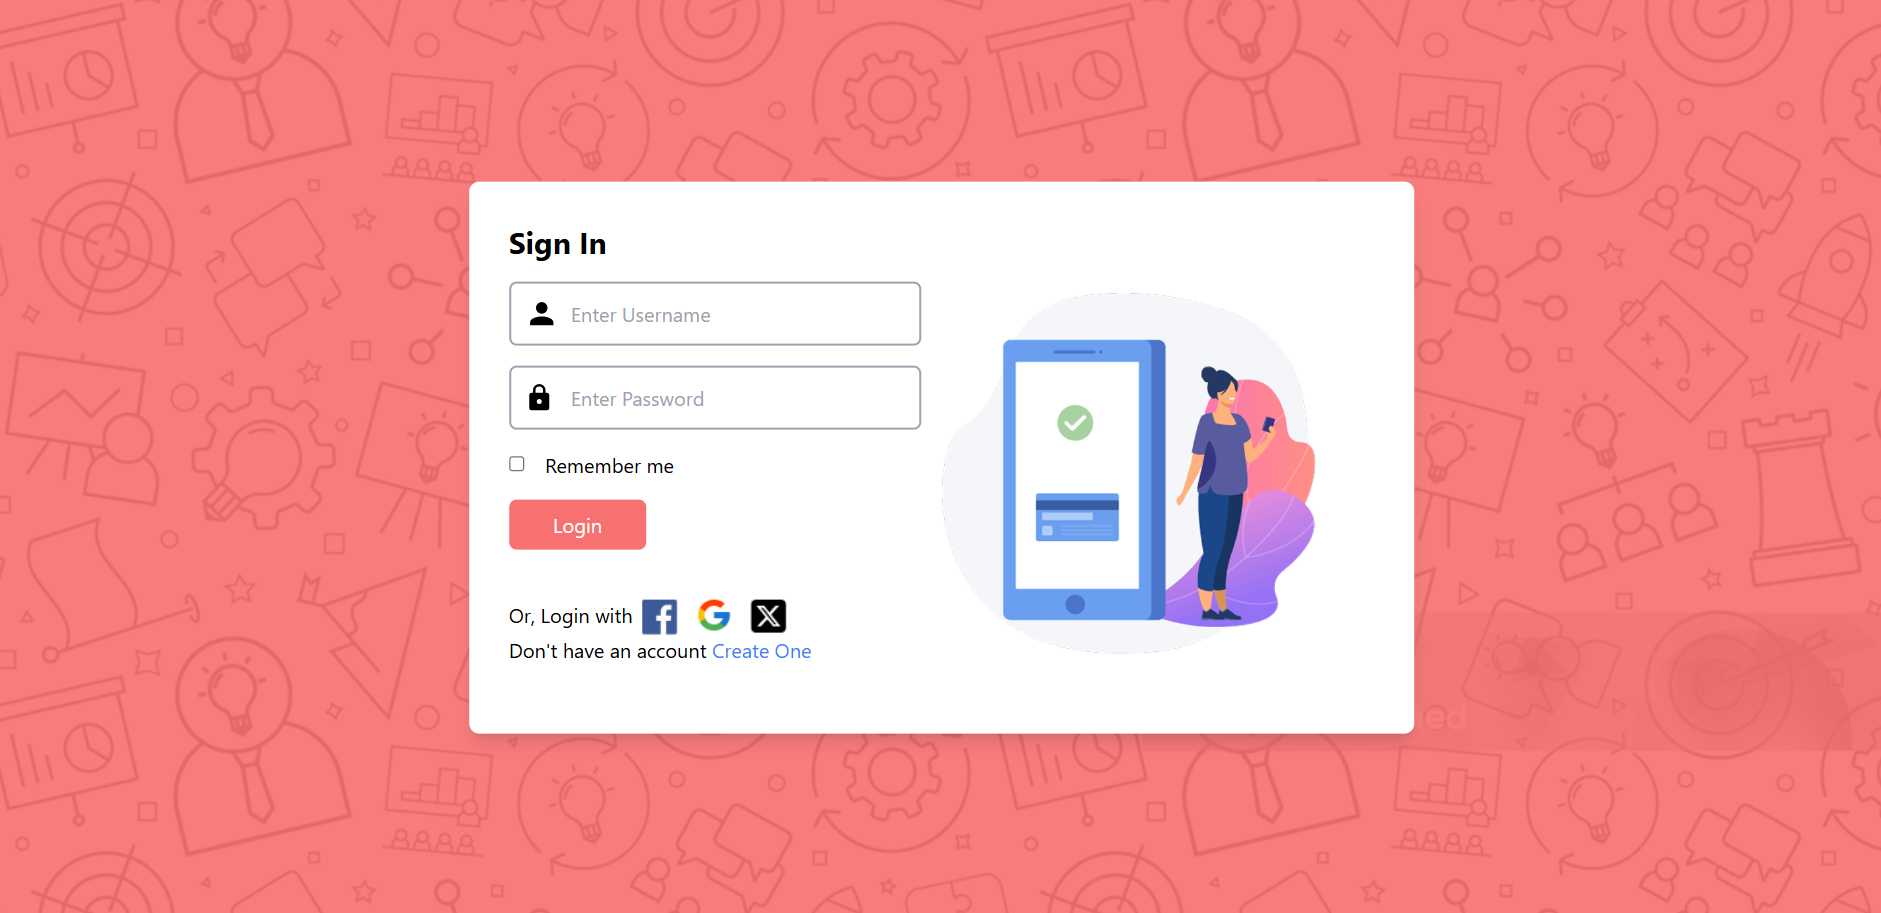 Sign In
Enter Username
Enter Password
Remember me
Login
Or, Login with
Don't have an account Create One